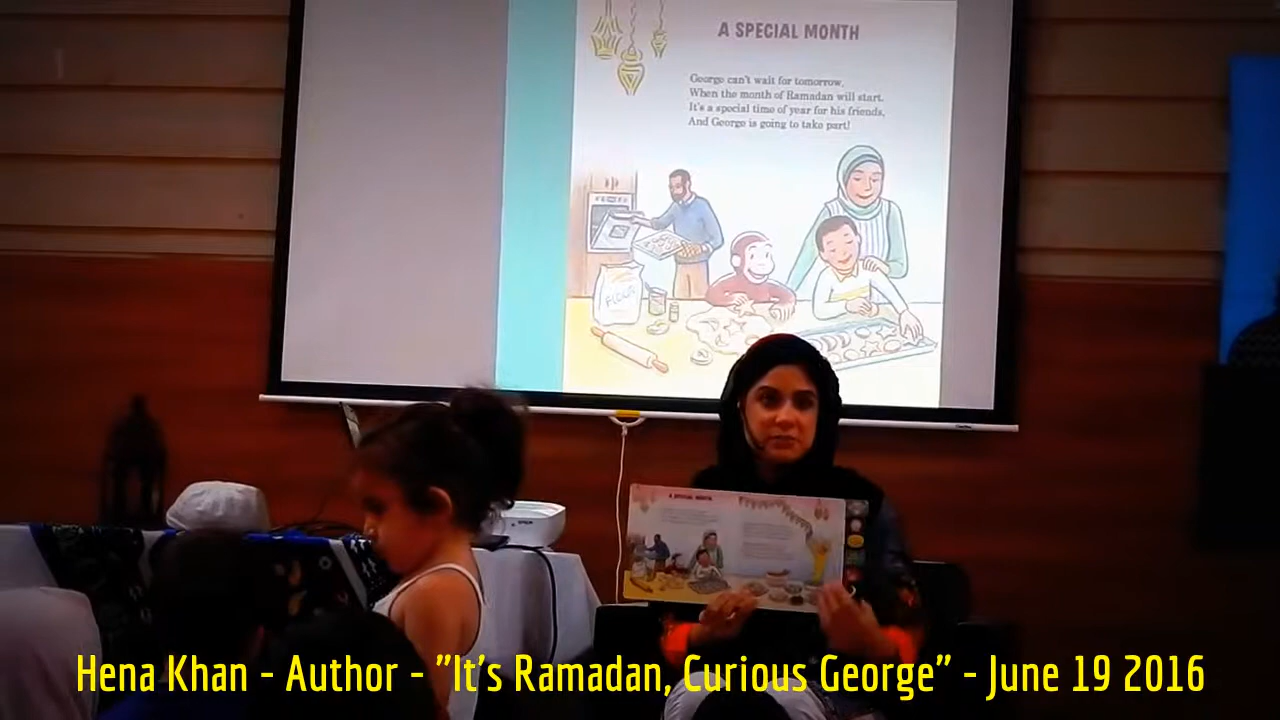 A SPECIAL MONTH
George can't wait for tomorrow,
When the month of Ramadan will start.
It's a special time of year for his friends,
And George is going to take part!
FLOUR
A SPECIAL MONTH
Hena Khan - Author - "It's Ramadan, Curious George" - June 19 2016